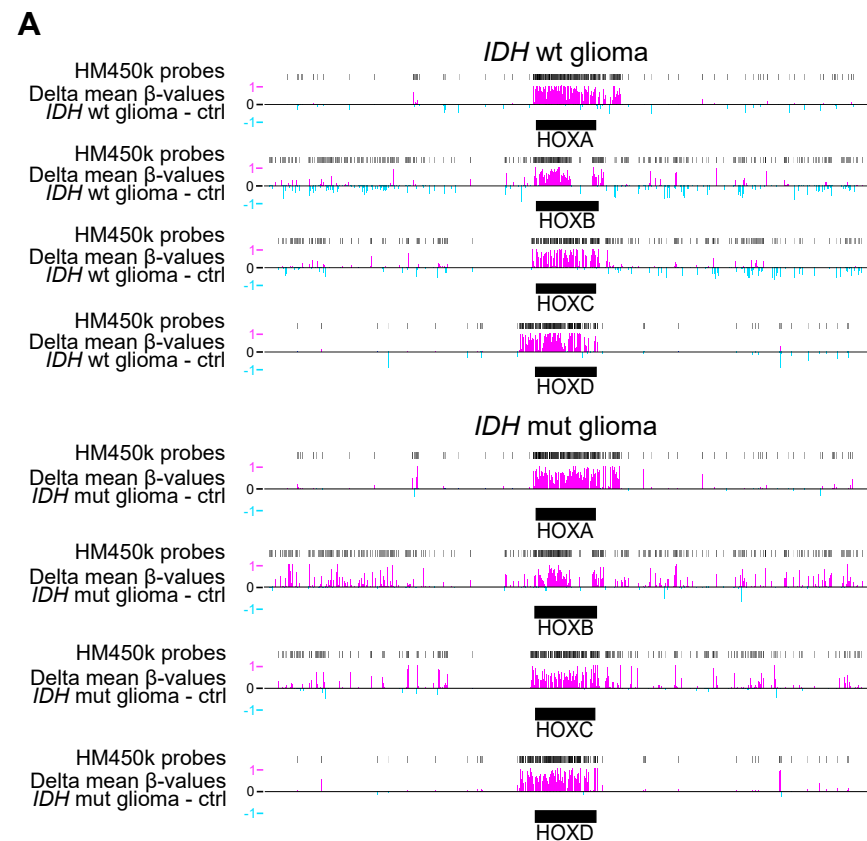 A
IDH wt glioma
HM450k probes
1
Delta mean β-values
0
IDH wt glioma - ctrl
-1
HOXA
HM450k probes
1
Delta mean β-values
0
IDH wt glioma - ctrl
-1
HOXB
HM450k probes
1
Delta mean β-values
0
IDH wt glioma - ctrl
-1
HOXC
HM450k probes
1
Delta mean β-values
0
IDH wt glioma - ctrl
-1
HOXD
IDH mut glioma
HM450k probes
1
Delta mean β-values
0
IDH mut glioma - ctrl
-1
HOXA
HM450k probes
1
Delta mean β-values
0
IDH mut glioma - ctrl
-1
HOXB
HM450k probes
1
Delta mean β-values
0
IDH mut glioma - ctrl
-1
HOXC
HM450k probes
1
Delta mean β-values
0
IDH mut glioma - ctrl
-1
HOXD